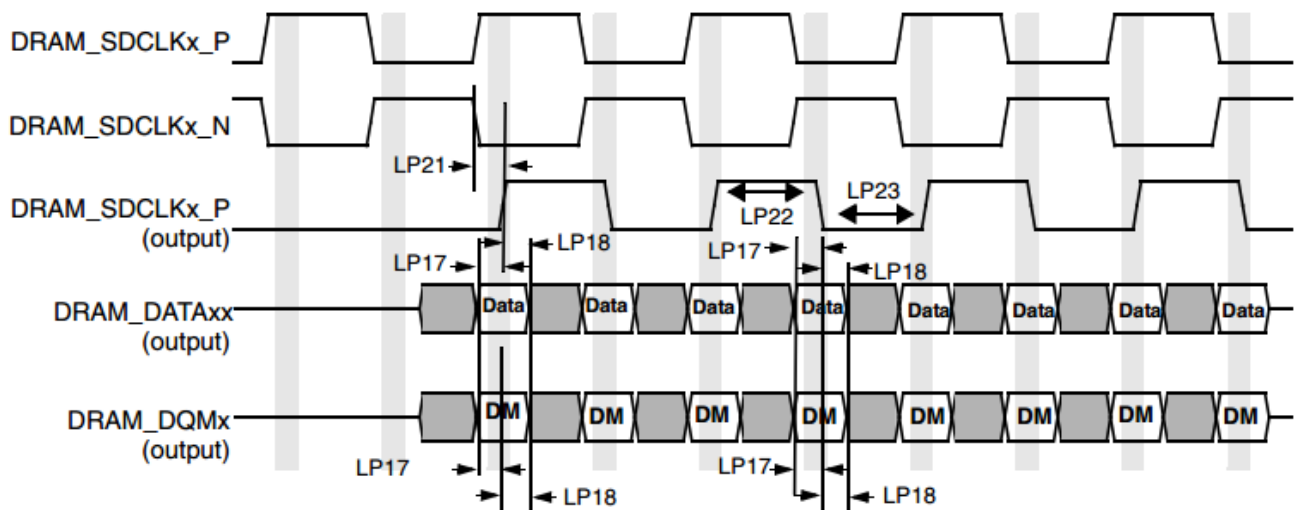 DRAM_SDCLKx_P
DRAM_SDCLKx_N
LP21
DRAM_SDCLKx_P
(output)
LP22
LP23
LP17
LP18
LP17
LP18
DRAM_DATAxx
(output)
Data
Data
Data
Data
Data
Data
Data
Data
DRAM_DQMx
(output)
DM
DM
DM
DM
DM
DM
DM
DM
LP17
LP18
LP17
LP18